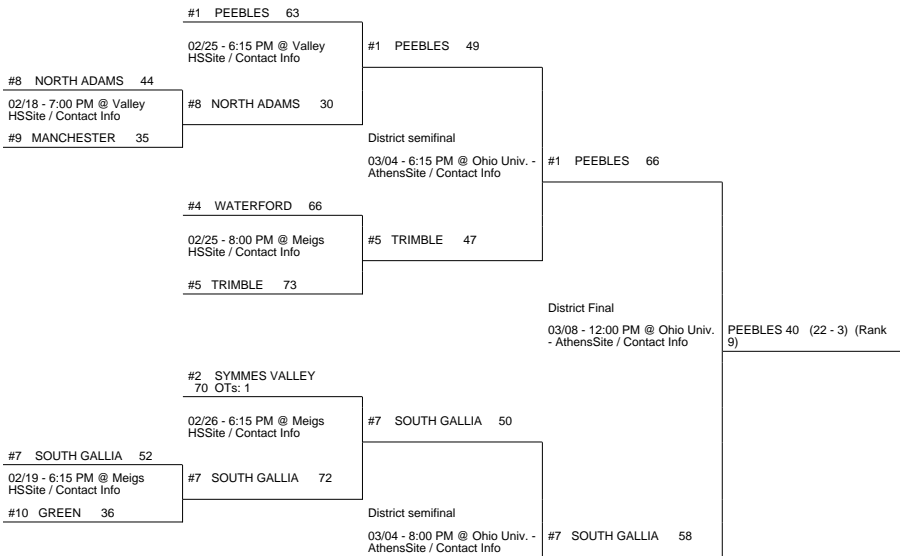 #1 PEEBLES 63
02/25 - 6:15 PM @ Valley
HSSite / Contact Info
#1 PEEBLES 49
#8 NORTH ADAMS 44
02/18 - 7:00 PM @ Valley
HSSite / Contact Info
#8 NORTH ADAMS 30
#9 MANCHESTER 35
District semifinal
03/04 - 6:15 PM @ Ohio Univ. -
AthensSite / Contact Info
#1 PEEBLES 66
#4 WATERFORD 66
02/25 - 8:00 PM @ Meigs
HSSite / Contact Info
#5 TRIMBLE 47
#5 TRIMBLE 73
District Final
03/08 - 12:00 PM @ Ohio Univ.
- AthensSite / Contact Info
PEEBLES 40 (22 - 3) (Rank
9)
#2 SYMMES VALLEY
70 OTs: 1
02/26 - 6:15 PM @ Meigs
HSSite / Contact Info
#7 SOUTH GALLIA 50
#7 SOUTH GALLIA 52
02/19 - 6:15 PM @ Meigs
HSSite / Contact Info
#7 SOUTH GALLIA 72
#10 GREEN 36
District semifinal
03/04 - 8:00 PM @ Ohio Univ. -
AthensSite / Contact Info
#7 SOUTH GALLIA 58